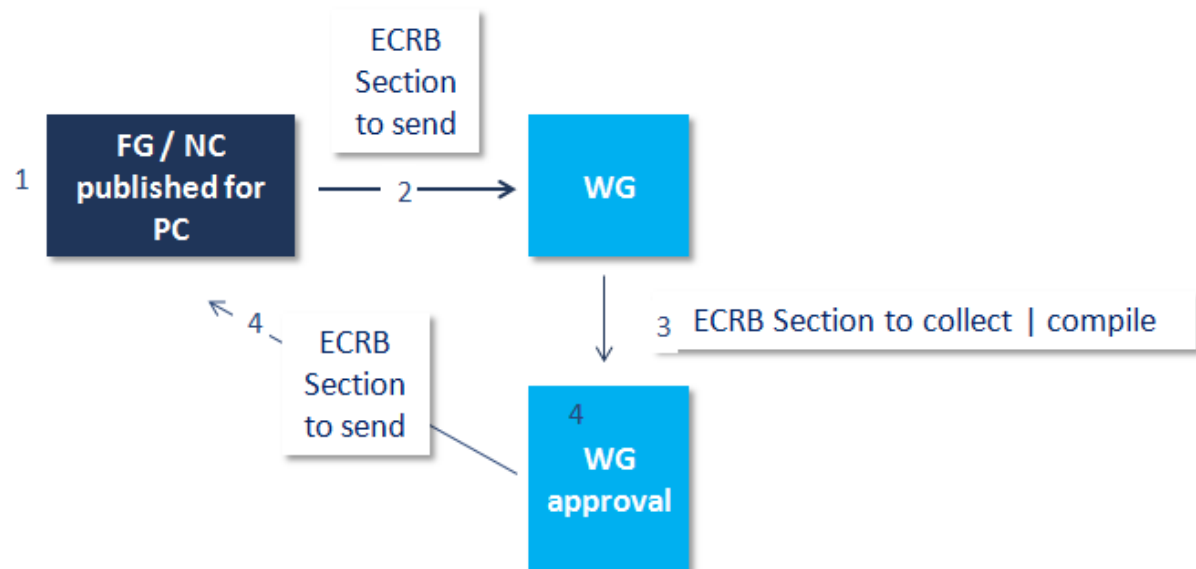 ECRB
Section
to send
1
FG / NC
published for
PC
2
WG
3
ECRB Section to collect | compile
4
ECRB
Section
to send
4
WG
approval